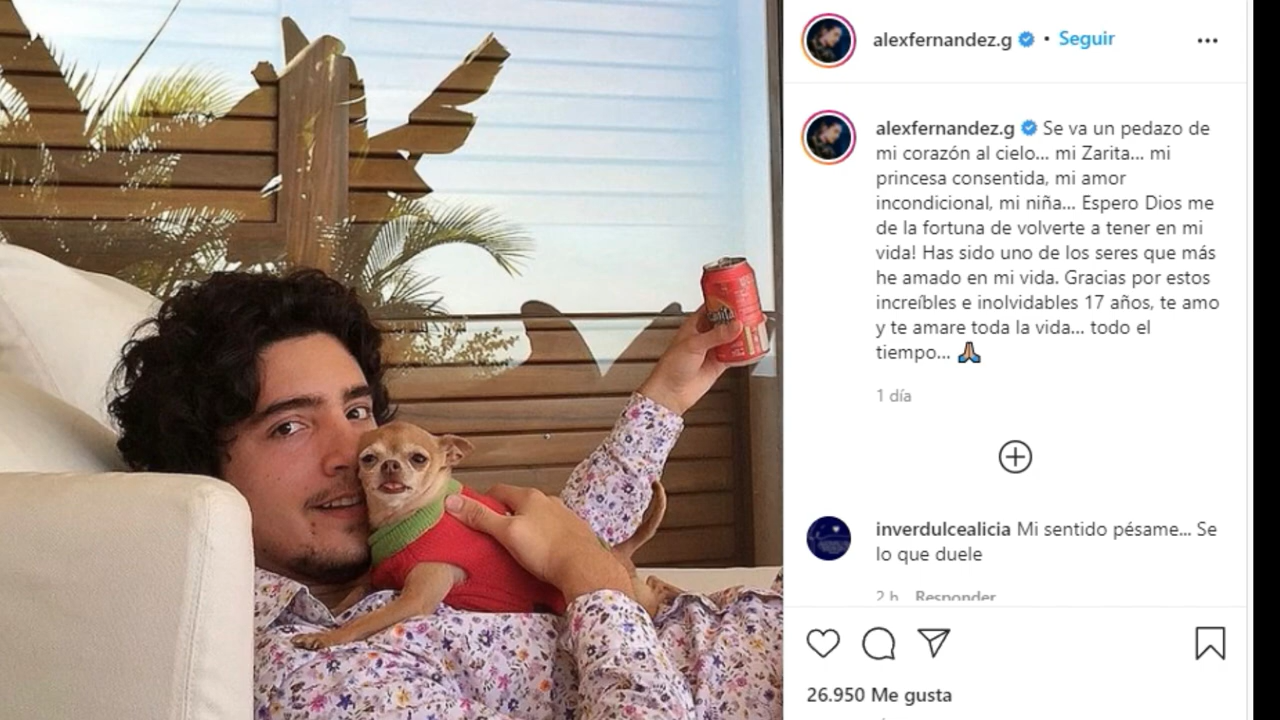 alexfernandez.g • Seguir
alexfernandez.g Se va un pedazo de
mi corazón al cielo... mi Zarita... mi
princesa consentida, mi amor
incondicional, mi niña... Espero Dios me
de la fortuna de volverte a tener en mi
vida! Has sido uno de los seres que más
he amado en mi vida. Gracias por estos
increíbles e inolvidables 17 años, te amo
y te amare toda la vida... todo el
tiempo... 🙏🏼
1 día
inverdulcealicia Mi sentido pésame... Se
lo que duele
2 h Responder
26.950 Me gusta